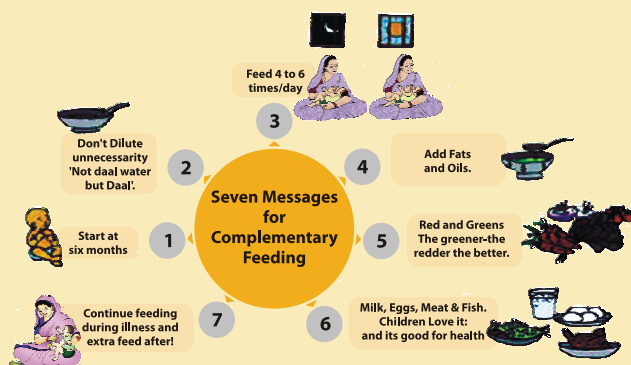 Seven Messages
for
Complementary
Feeding
1
Start at
six months
2
Don't Dilute
unnecessarity
'Not daal water
but Daal'.
3
Feed 4 to 6
times/day
4
Add Fats
and Oils.
5
Red and Greens
The greener-the
redder the better.
6
Milk, Eggs, Meat & Fish.
Children Love it:
and its good for health
7
Continue feeding
during illness and
extra feed after!